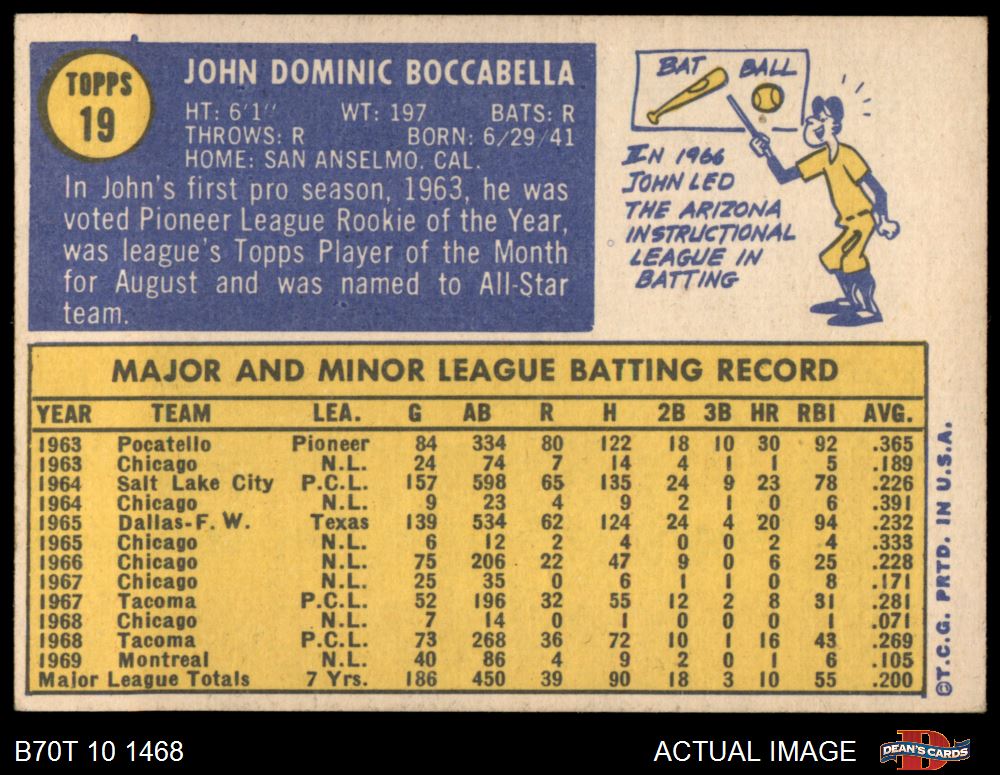 TOPPS
19
JOHN DOMINIC BOCCABELLA
HT: 6'1" WT: 197 BATS: R
THROWS: R BORN: 6/29/41
HOME: SAN ANSELMO, CAL.
In John's first pro season, 1963, he was
voted Pioneer League Rookie of the Year,
was league's Topps Player of the Month
for August and was named to All-Star
team.
BAT BALL
IN 1966
JOHN LED
THE ARIZONA
INSTRUCTIONAL
LEAGUE IN
BATTING
MAJOR AND MINOR LEAGUE BATTING RECORD
YEAR TEAM LEA. G AB R H 2B 3B HR RBI AVG.
1963 Pocatello Pioneer 84 334 80 122 18 10 30 92 .365
1963 Chicago N.L. 24 74 7 14 4 1 1 5 .189
1964 Salt Lake City P.C.L. 157 598 65 135 24 9 23 78 .226
1964 Chicago N.L. 9 23 4 9 2 1 0 6 .391
1965 Dallas-F.W. Texas 139 534 62 124 24 4 20 94 .232
1965 Chicago N.L. 6 12 2 4 0 0 2 4 .333
1966 Chicago N.L. 75 206 22 47 9 0 6 25 .228
1967 Chicago N.L. 25 35 0 6 1 1 0 8 .171
1967 Tacoma P.C.L. 52 196 32 55 12 2 8 31 .281
1968 Chicago N.L. 7 14 0 1 0 0 0 1 .071
1968 Tacoma P.C.L. 73 268 36 72 10 1 16 43 .269
1969 Montreal N.L. 40 86 4 9 2 0 1 6 .105
Major League Totals 7 Yrs. 186 450 39 90 18 3 10 55 .200
©T.C.G. PRTD. IN U.S.A.
B70T 10 1468 ACTUAL IMAGE
DEAN'S CARDS